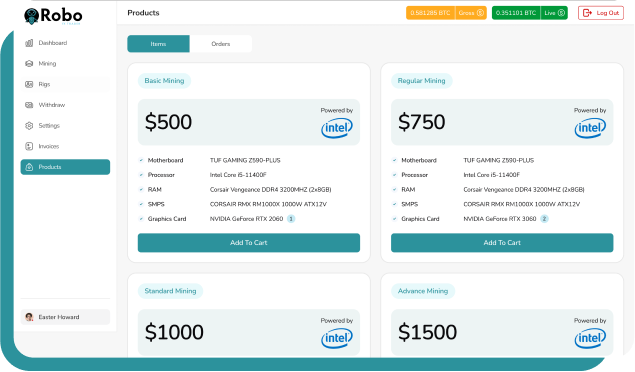 Robo
Products
0.581285 BTC Gross
0.351101 BTC Live
Log Out
Dashboard
Mining
Rigs
Withdraw
Settings
Invoices
Products
Easter Howard
Items Orders
Basic Mining
$500
Powered by
intel
Motherboard TUF GAMING Z590-PLUS
Processor Intel Core i5-11400F
RAM Corsair Vengeance DDR4 3200MHZ (2x8GB)
SMPS CORSAIR RMX RM1000X 1000W ATX12V
Graphics Card NVIDIA GeForce RTX 2060 1
Add To Cart
Regular Mining
$750
Powered by
intel
Motherboard TUF GAMING Z590-PLUS
Processor Intel Core i5-11400F
RAM Corsair Vengeance DDR4 3200MHZ (2x8GB)
SMPS CORSAIR RMX RM1000X 1000W ATX12V
Graphics Card NVIDIA GeForce RTX 3060 2
Add To Cart
Standard Mining
$1000
Powered by
intel
Advance Mining
$1500
Powered by
intel